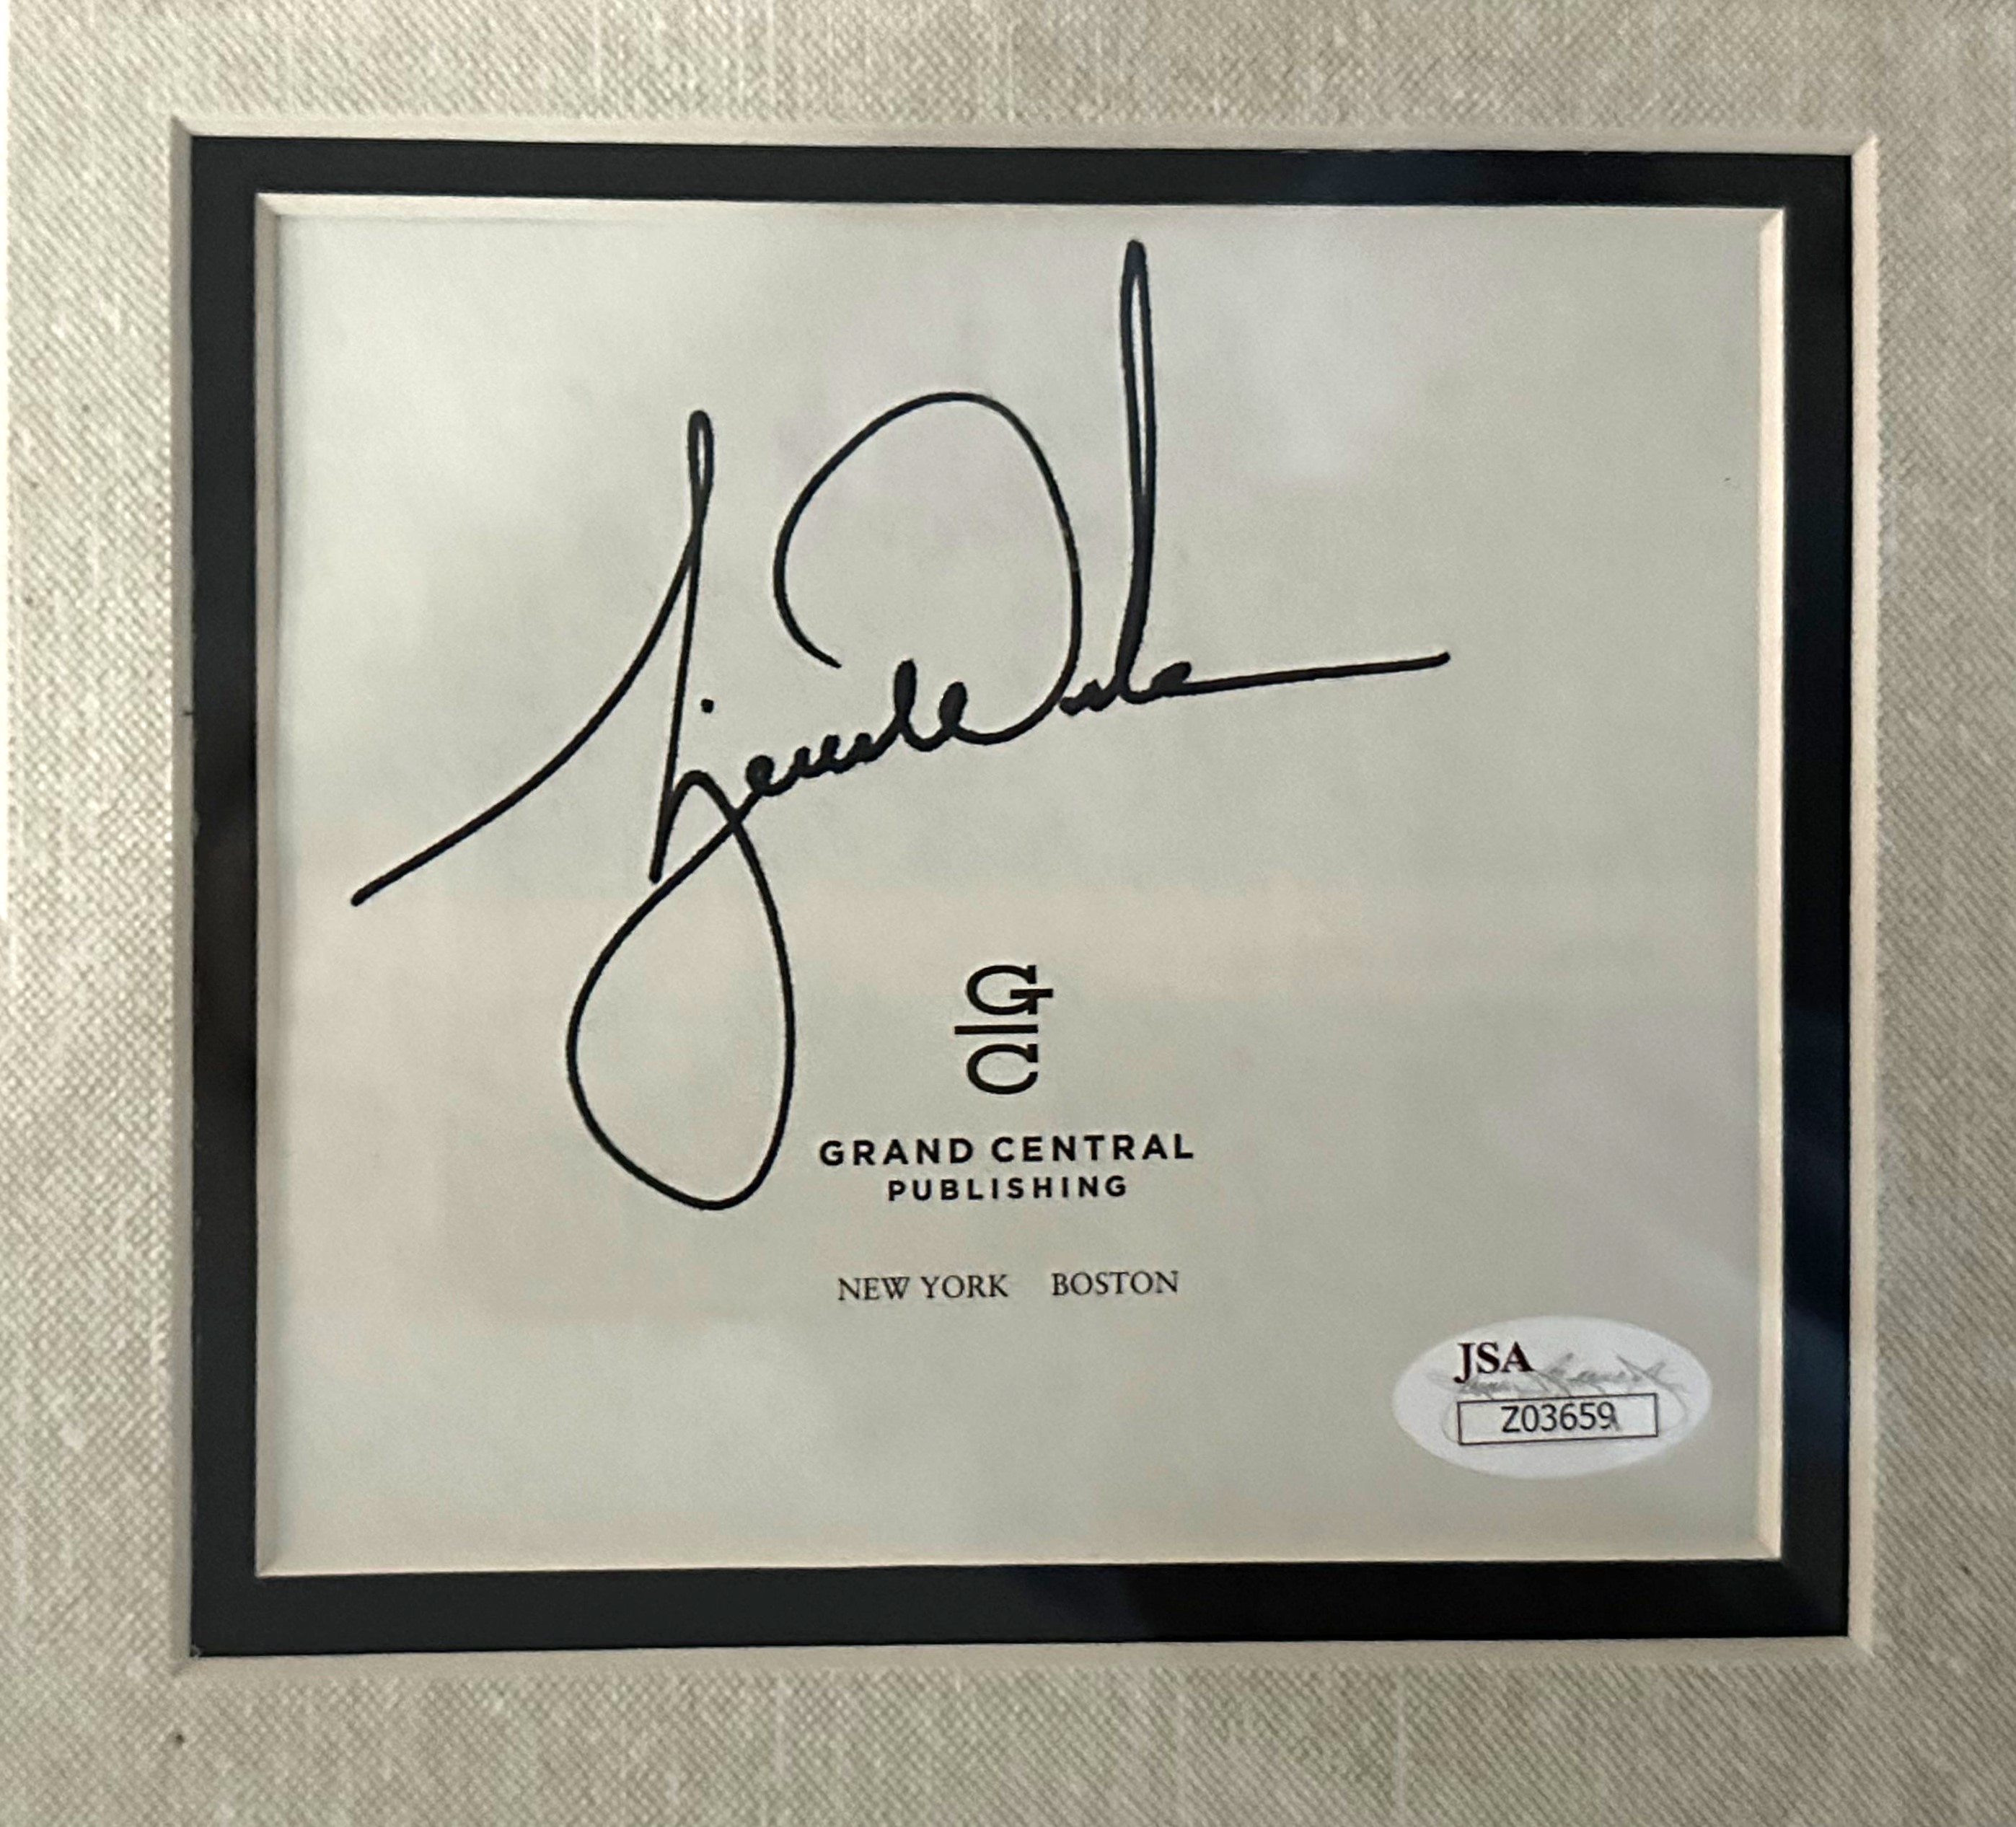 GC
GRAND CENTRAL
PUBLISHING
NEW YORK BOSTON
JSA
Z03659